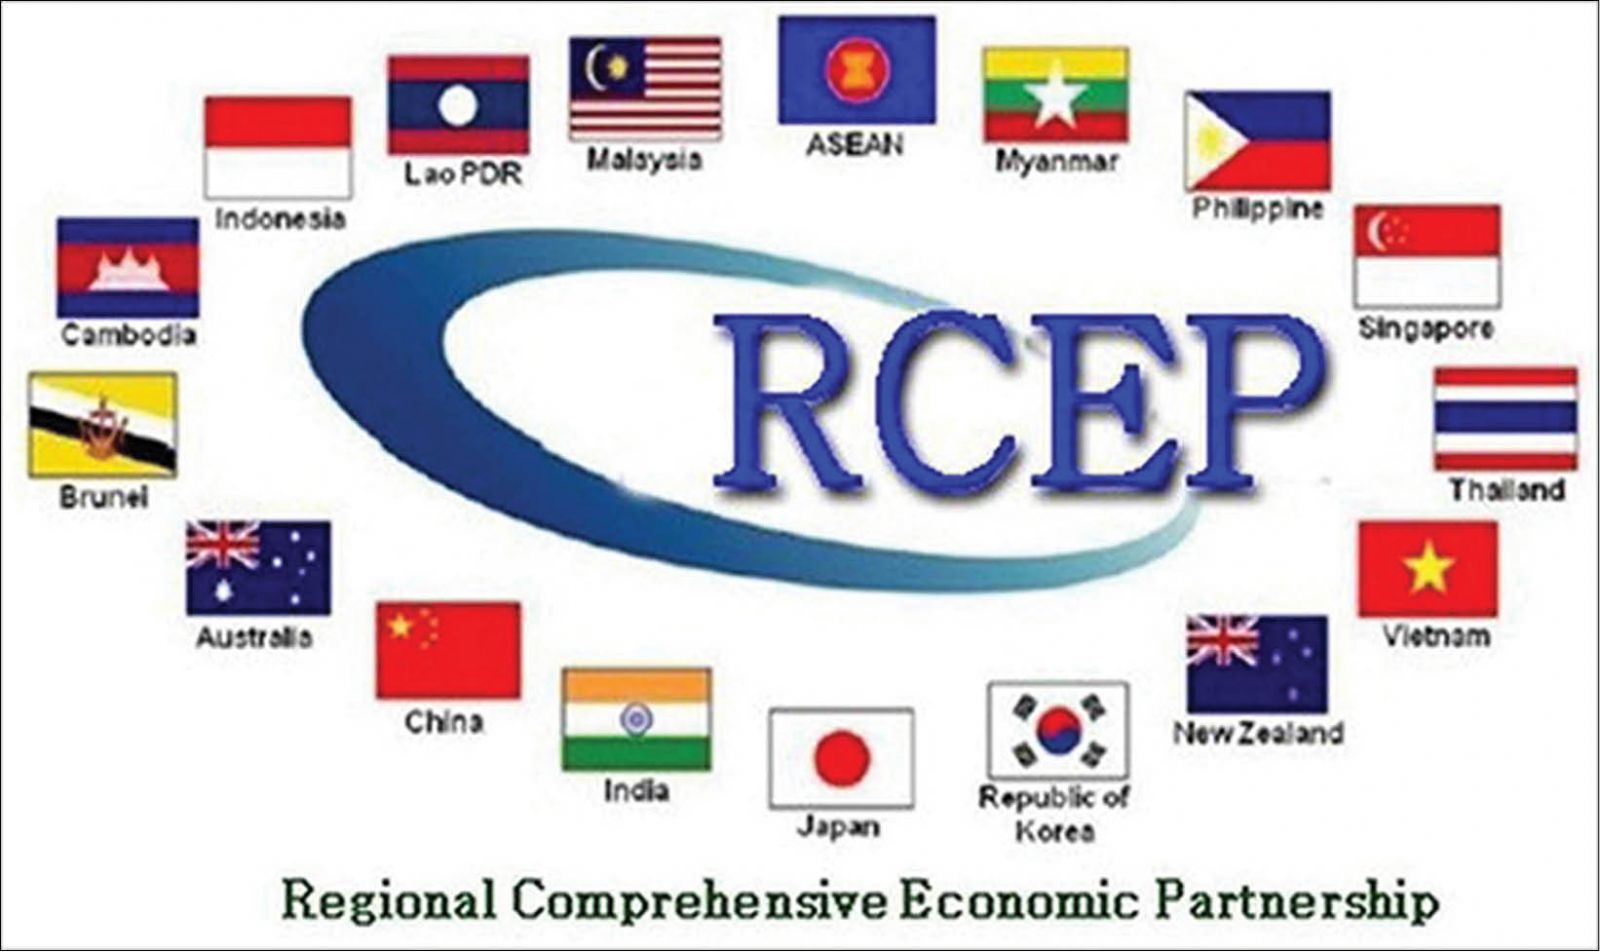 ASEAN
Malaysia
Myanmar
Lao PDR
Philippine
Indonesia
Singapore
Cambodia
RCEP
Brunei
Thailand
Australia
Vietnam
China
New Zealand
India
Republic of
Korea
Japan
Regional Comprehensive Economic Partnership